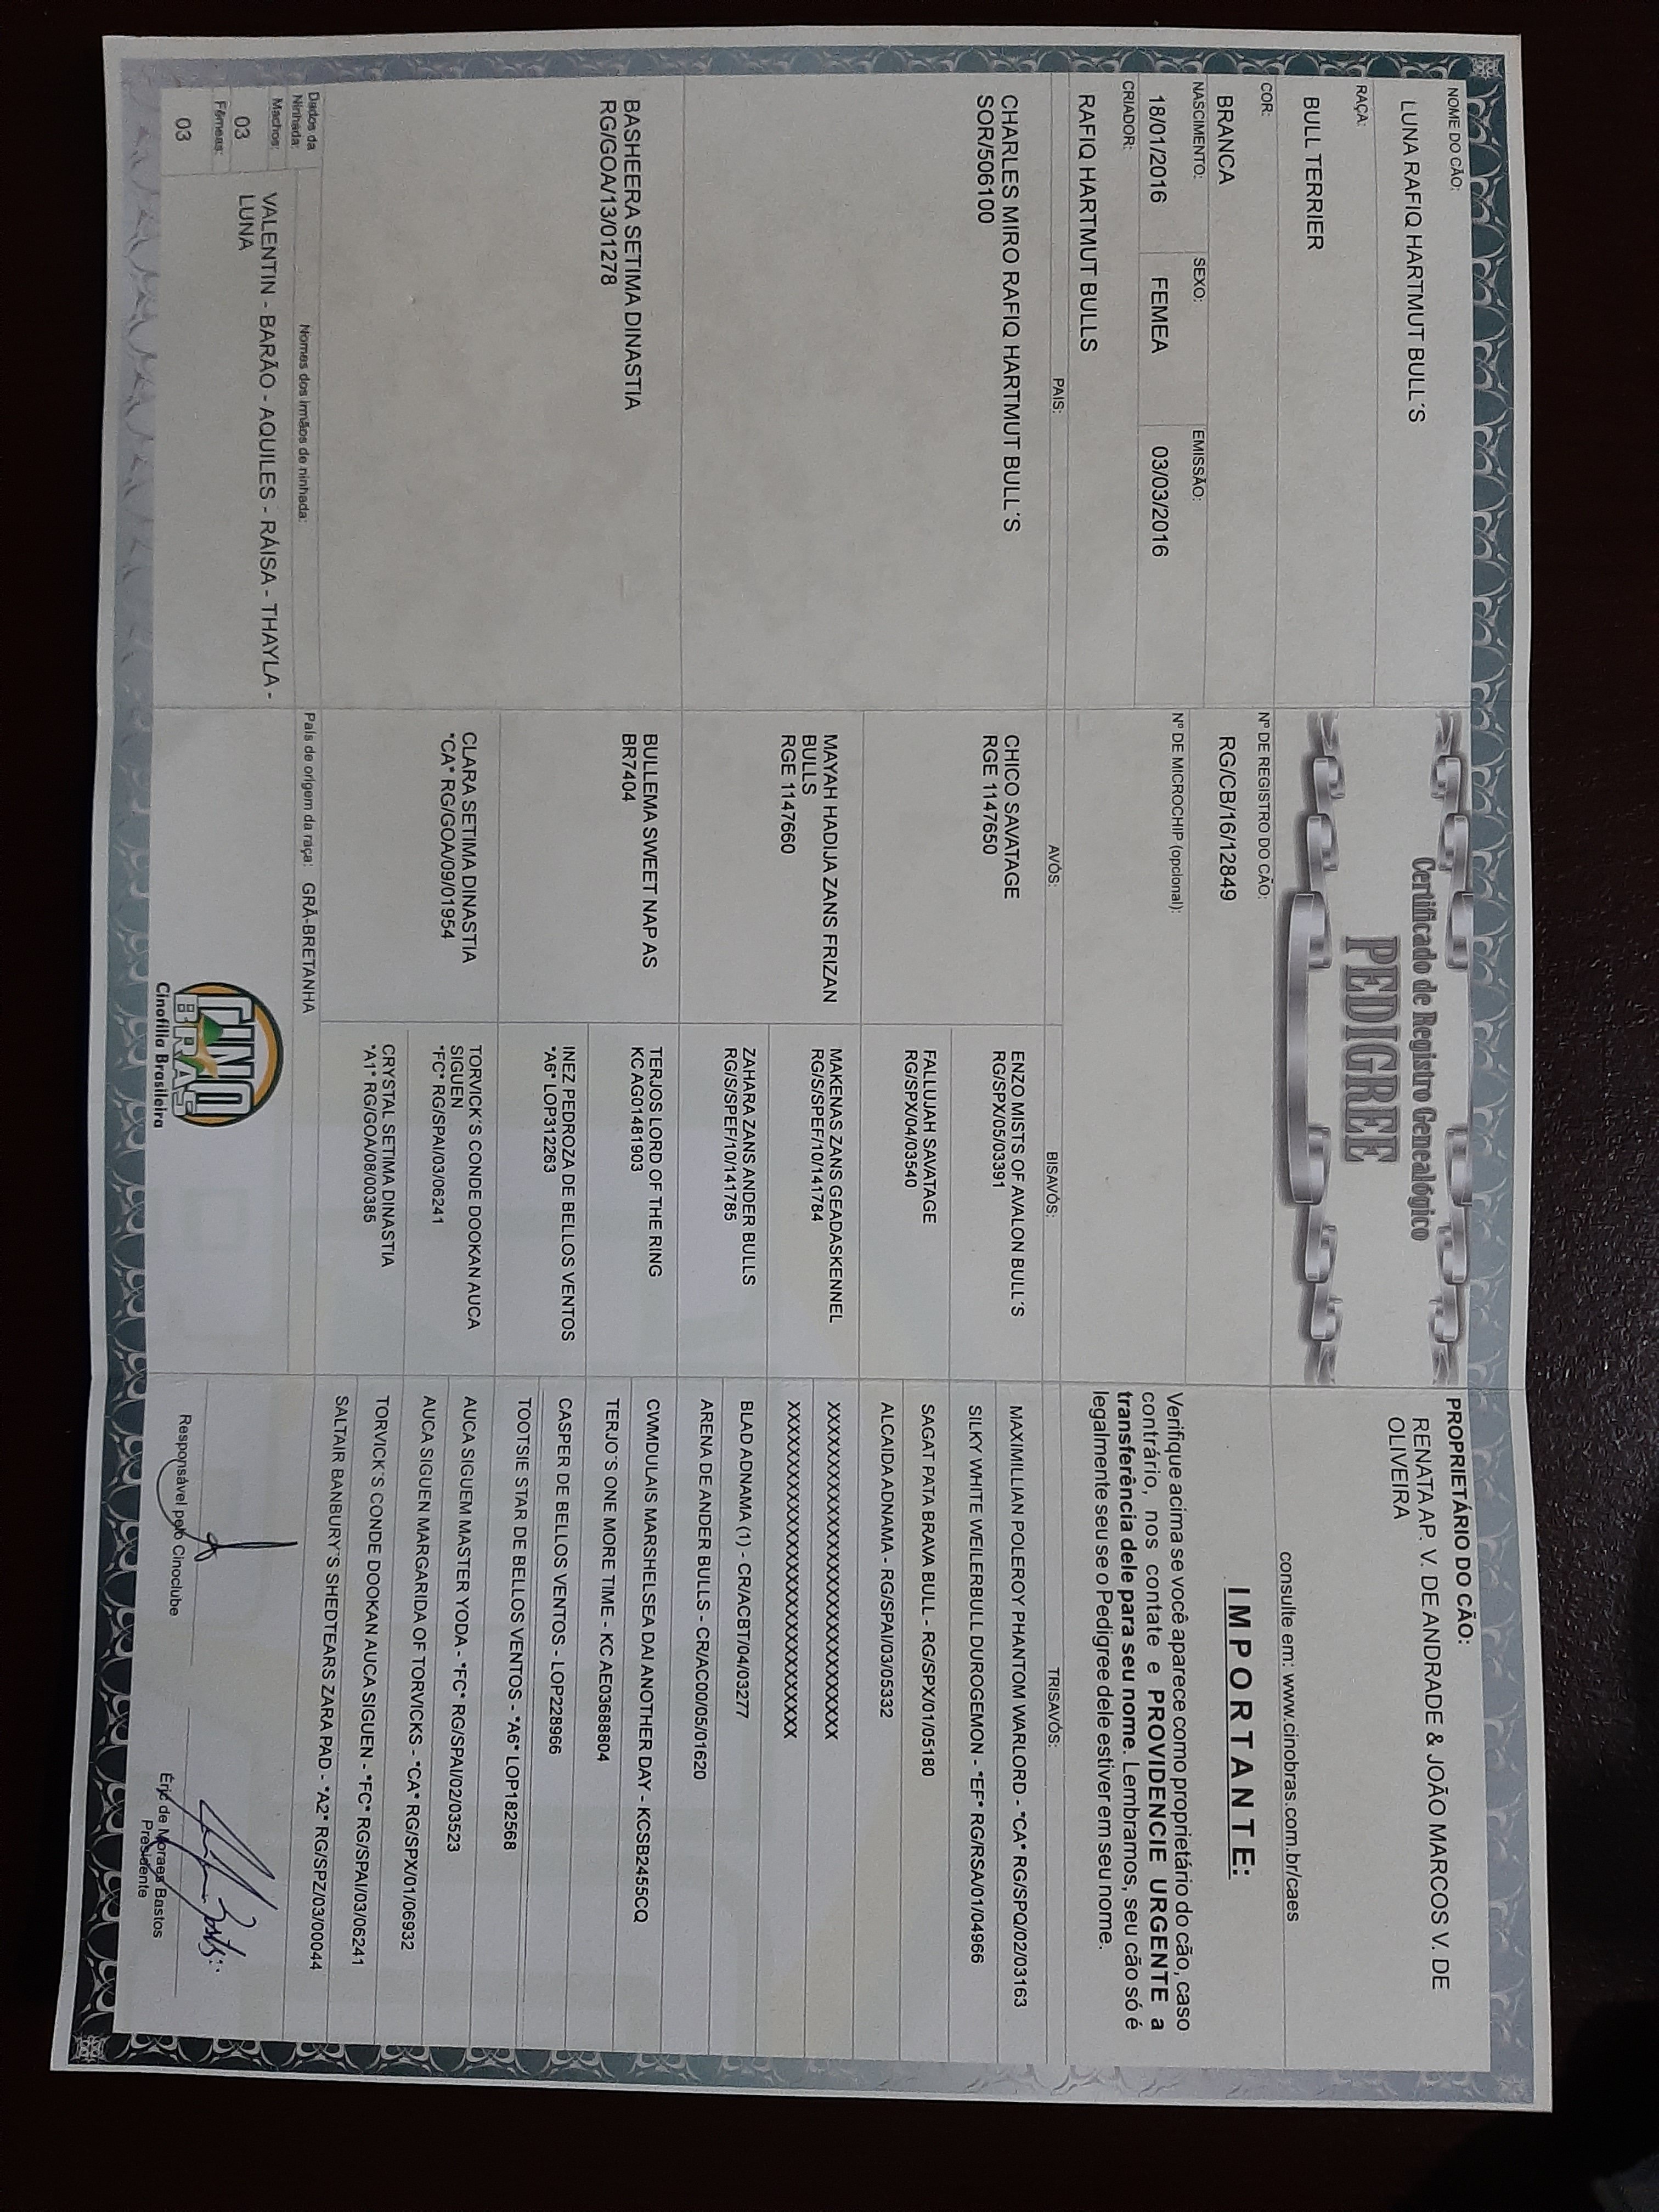 NOME DO CÃO:
LUNA RAFIQ HARTMUT BULL´S
RAÇA:
BULL TERRIER
COR:
BRANCA
NASCIMENTO:
SEXO:
EMISSÃO:
18/01/2016
FEMEA
03/03/2016
CRIADOR:
RAFIQ HARTMUT BULLS
Certificado de Registro Genealógico
PEDIGREE
Nº DE REGISTRO DO CÃO:
RG/CB/16/12849
Nº DE MICROCHIP (opcional):
PROPRIETÁRIO DO CÃO:
RENATA AP. V. DE ANDRADE & JOÃO MARCOS V. DE
OLIVEIRA
consulte em: www.cinobras.com.br/caes
IMPORTANTE:
Verifique acima se você aparece como proprietário do cão, caso
contrário, nos contate e PROVIDENCIE URGENTE a
transferência dele para seu nome. Lembramos, seu cão só é
legalmente seu se o Pedigree dele estiver em seu nome.
PAIS:
AVÓS:
BISAVÓS:
TRISAVÓS:
CHARLES MIRO RAFIQ HARTMUT BULL´S
SOR/506100
BASHEERA SETIMA DINASTIA
RG/GOA/13/01278
CHICO SAVATAGE
RGE 1147650
MAYAH HADIJA ZANS FRIZAN
BULLS
RGE 1147660
BULLEMA SWEET NAP AS
BR7404
CLARA SETIMA DINASTIA
*CA* RG/GOA/09/01954
ENZO MISTS OF AVALON BULL´S
RG/SPX/05/03391
FALLUJAH SAVATAGE
RG/SPX/04/03540
MAKENAS ZANS GEADASKENNEL
RG/S/SPEF/10/141784
ZAHARA ZANS ANDER BULLS
RG/S/SPEF/10/141785
TERJOS LORD OF THE RING
KC AG01481903
INEZ PEDROZA DE BELLOS VENTOS
*A6* LOP312263
TORVICK'S CONDE DOOKAN AUCA
SIGUEN
*FC* RG/SPAI/03/06241
CRYSTAL SETIMA DINASTIA
*A1* RG/GOA/08/00385
MAXIMILLIAN POLEROY PHANTOM WARLORD - *CA* RG/SPQ/02/03163
SILKY WHITE WEILERBULL DUROGEMON - *EF* RG/RSA/01/04966
SAGAT PATA BRAVA BULL - RG/SPX/01/05180
ALCAIDA ADNAMA - RG/SPAI/03/05332
XXXXXXXXXXXXXXXXXXXXXXXXXXXXXXXX
XXXXXXXXXXXXXXXXXXXXXXXXXXXXXXXX
BLAD ADNAMA (1) - CR/ACBT/04/03277
ARENA DE ANDER BULLS - CR/AC00/05/01620
CWMDULAIS MARSHELSEA DAI ANOTHER DAY - KCSB2455CQ
TERJO´S ONE MORE TIME - KC AE03688804
CASPER DE BELLOS VENTOS - LOP228966
TOOTSIE STAR DE BELLOS VENTOS - *A6* LOP182568
AUCA SIGUEM MASTER YODA - *FC* RG/SPAI/02/03523
AUCA SIGUEN MARGARIDA OF TORVICKS - *CA* RG/SPX/01/06932
TORVICK'S CONDE DOOKAN AUCA SIGUEN - *FC* RG/SPAI/03/06241
SALTAIR BANBURY'S SHEDTEARS ZARA PAD - *A2* RG/SPZ/03/00044
Dados da
Ninhada:
Machos:
03
Fêmeas:
03
Nomes dos irmãos de ninhada:
VALENTIN - BARÃO - AQUILES - RÁISA - THAYLA -
LUNA
País de origem da raça: GRÃ-BRETANHA
CINO
BRAS
Cinofilia Brasileira
Responsável pelo Cinoclube
Éric de Moraes Bastos
Presidente